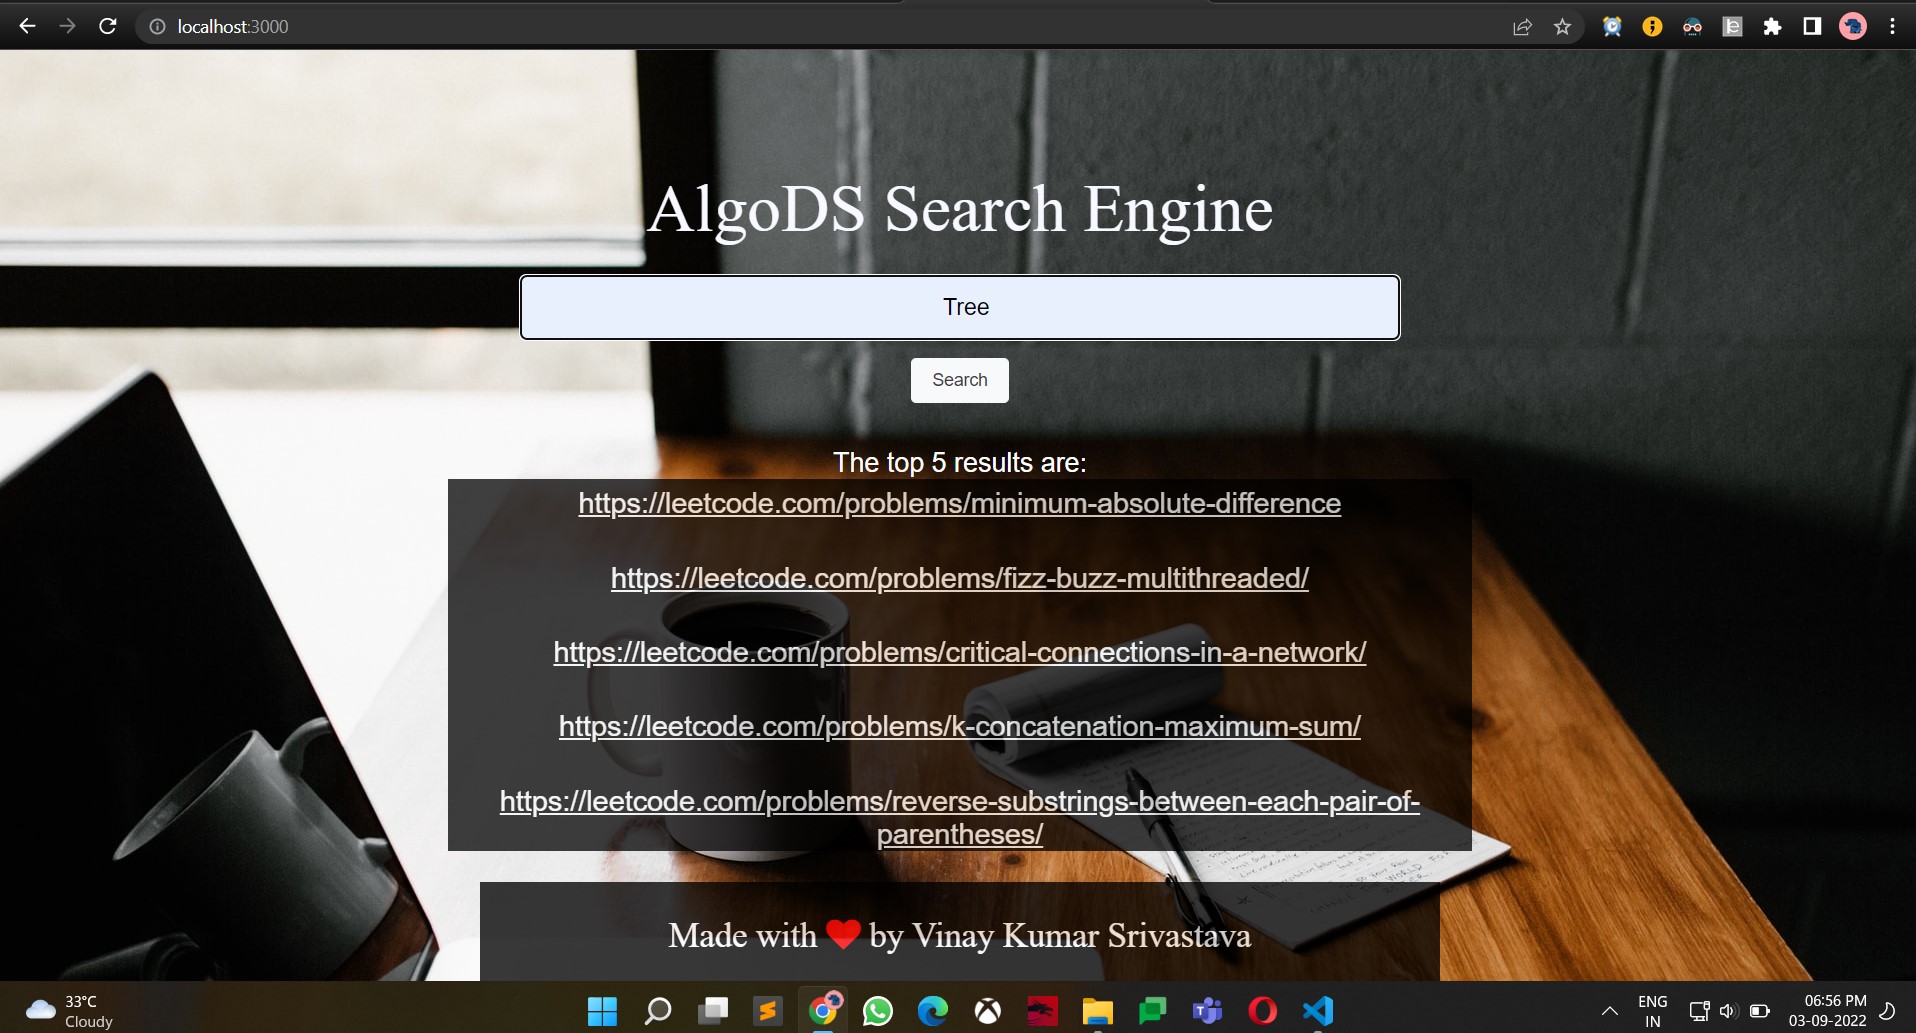 localhost:3000
AlgoDS Search Engine
Tree
Search
The top 5 results are:
https://leetcode.com/problems/minimum-absolute-difference
https://leetcode.com/problems/fizz-buzz-multithreaded/
https://leetcode.com/problems/critical-connections-in-a-network/
https://leetcode.com/problems/k-concatenation-maximum-sum/
https://leetcode.com/problems/reverse-substrings-between-each-pair-of-
parentheses/
Made with ❤ by Vinay Kumar Srivastava
33°C
Cloudy
ENG
IN
06:56 PM
03-09-2022